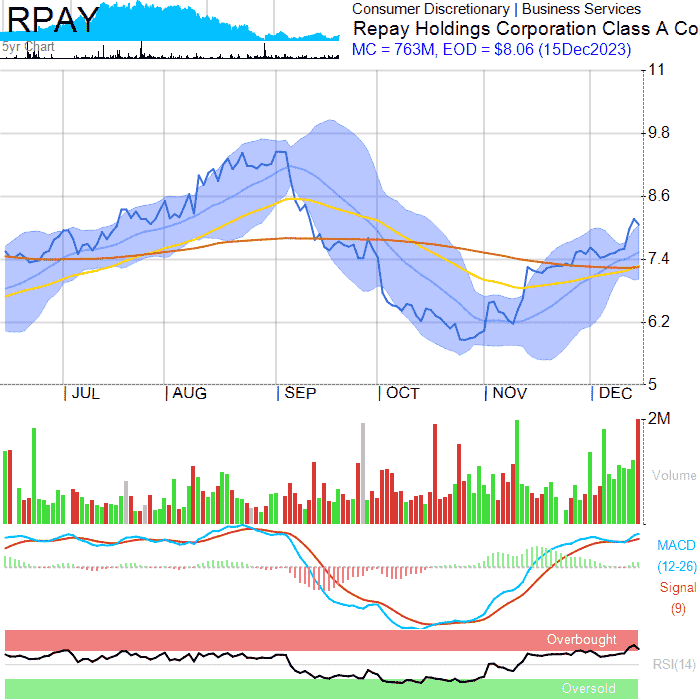 RPAY
5yr Chart
Consumer Discretionary | Business Services
Repay Holdings Corporation Class A Co
MC = 763M, EOD = $8.06 (15Dec2023)
11
9.8
8.6
7.4
6.2
5
JUL
AUG
SEP
OCT
NOV
DEC
2M
Volume
MACD
(12-26)
Signal
(9)
Overbought
RSI(14)
Oversold